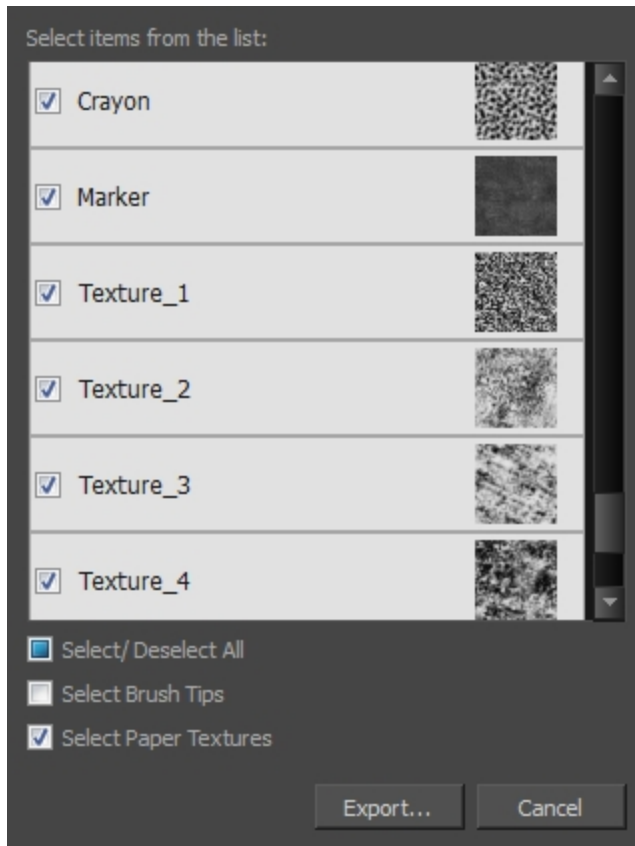 Select items from the list:
Crayon
Marker
Texture_1
Texture_2
Texture_3
Texture_4
Select/ Deselect All
Select Brush Tips
Select Paper Textures
Export... Cancel